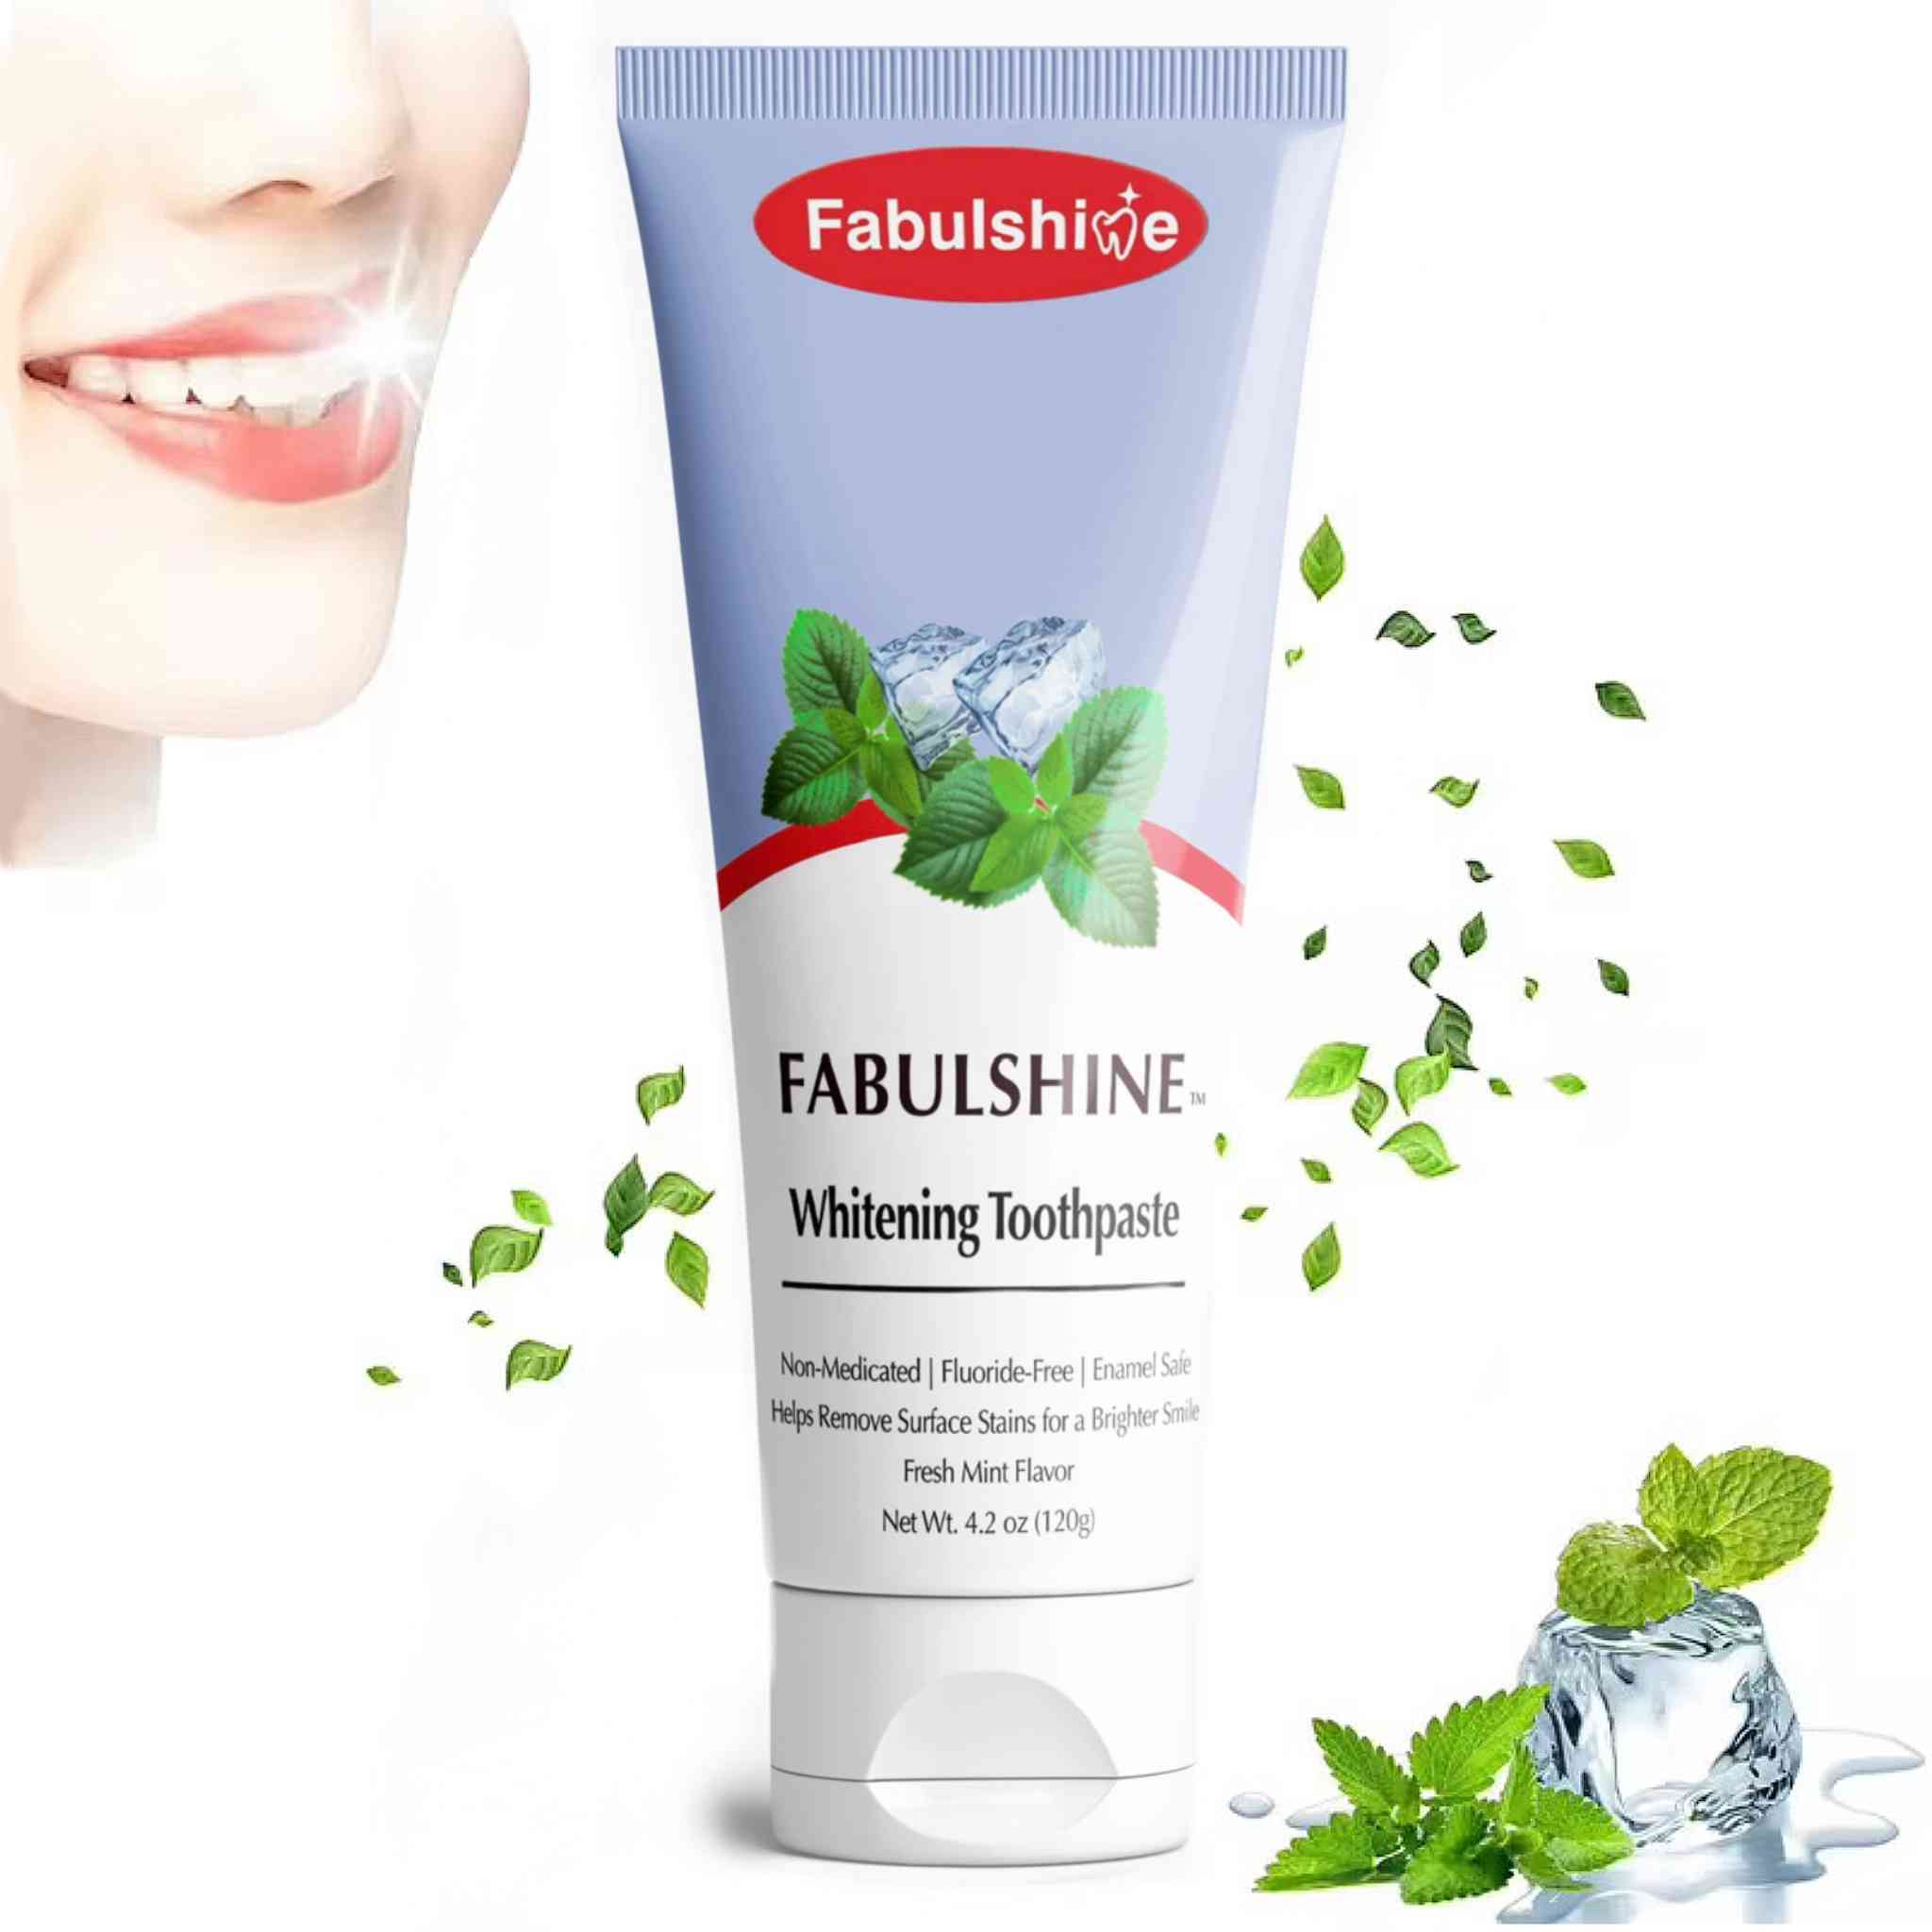 Fabulshine
FABULSHINE™
Whitening Toothpaste
Non-Medicated | Fluoride-Free | Enamel Safe
Helps Remove Surface Stains for a Brighter Smile
Fresh Mint Flavor
Net Wt. 4.2 oz (120g)